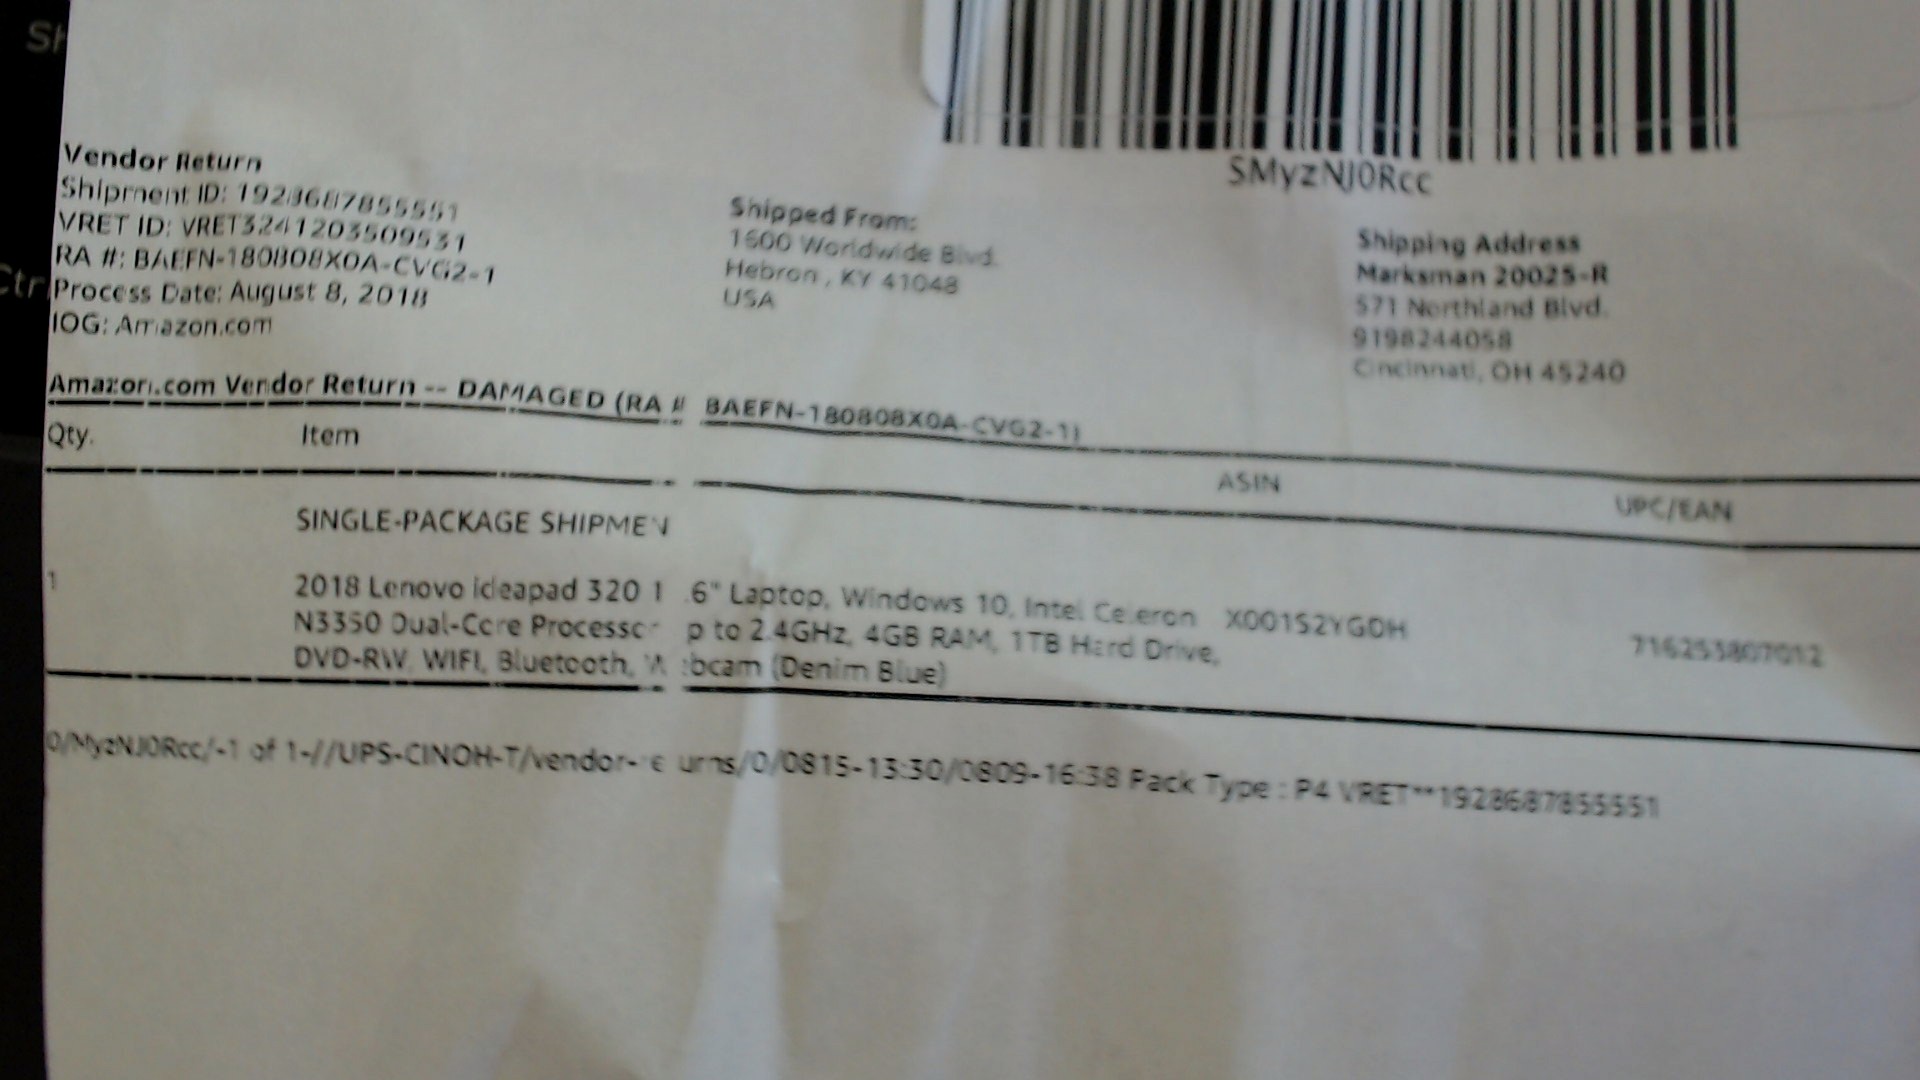 SMyzNJ0Rcc
Vendor Return
Shipment ID: 1928687855551
VRET ID: VRET3241203509531
RA #: BAEFN-180808X0A-CVG2-1
Process Date: August 8, 2018
IOG: Amazon.com
Shipped From:
1600 Worldwide Blvd.
Hebron , KY 41048
USA
Shipping Address
Marksman 20025-R
571 Northland Blvd.
9198244058
Cincinnati, OH 45240
Amazon.com Vendor Return -- DAMAGED (RA # BAEFN-180808X0A-CVG2-1)
Qty. Item ASIN UPC/EAN
SINGLE-PACKAGE SHIPMEN
1 2018 Lenovo ideapad 320 1 .6" Laptop, Windows 10, Intel Celeron X001S2YGDH
N3350 Dual-Core Processor p to 2.4GHz, 4GB RAM, 1TB Hard Drive, 716253807012
DVD-RW, WIFI, Bluetooth, W bcam (Denim Blue)
0/MyzNJ0Rcc/-1 of 1-//UPS-CINOH-T/vendor-re urns/0/0815-13:30/0809-16:38 Pack Type : P4 VRET**1928687855551
Ctr